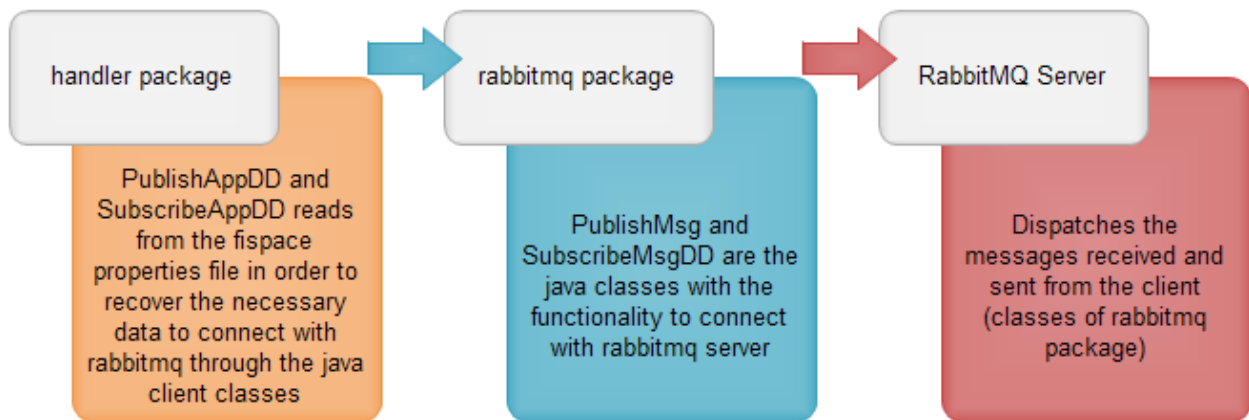 handler package
PublishAppDD and
SubscribeAppDD reads
from the fispace
properties file in order to
recover the necessary
data to connect with
rabbitmq through the java
client classes
rabbitmq package
PublishMsg and
SubscribeMsgDD are the
java classes with the
functionality to connect
with rabbitmq server
RabbitMQ Server
Dispatches the
messages received and
sent from the client
(classes of rabbitmq
package)